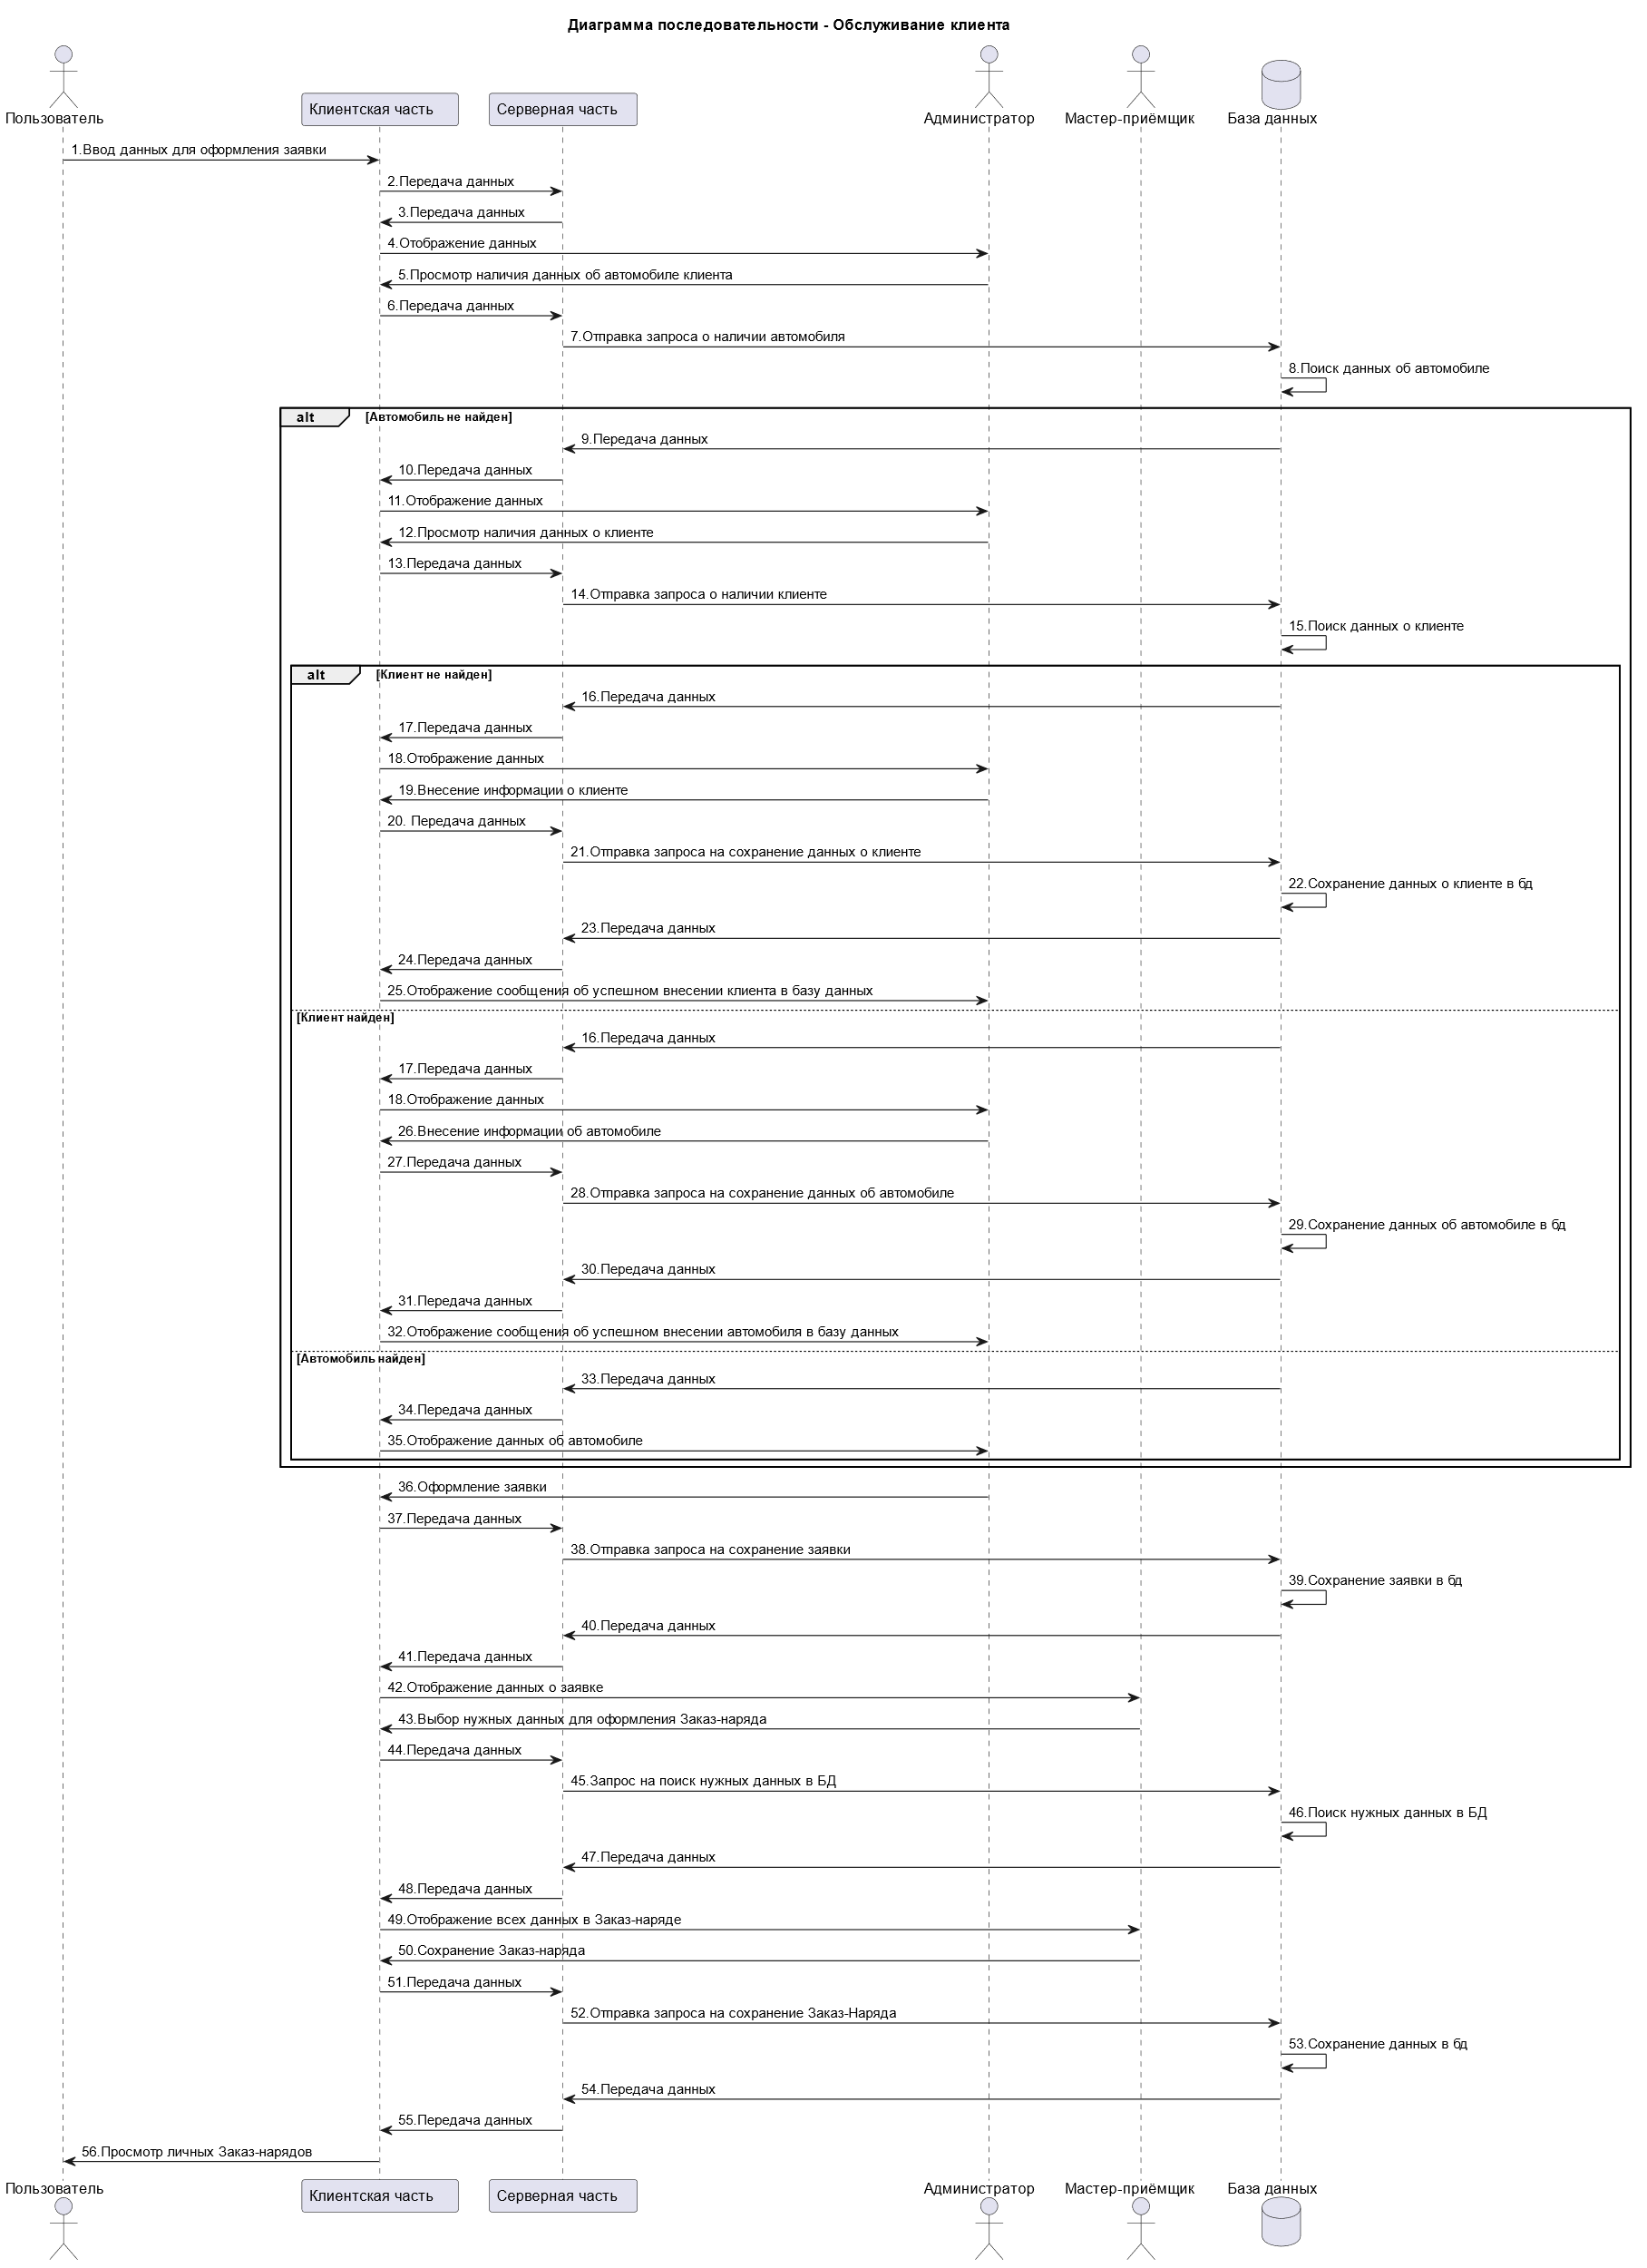 Диаграмма последовательности - Обслуживание клиента
Пользователь
Клиентская часть
Серверная часть
Администратор
Мастер-приёмщик
База данных
1.Ввод данных для оформления заявки
2.Передача данных
3.Передача данных
4.Отображение данных
5.Просмотр наличия данных об автомобиле клиента
6.Передача данных
7.Отправка запроса о наличии автомобиля
8.Поиск данных об автомобиле
alt
[Автомобиль не найден]
9.Передача данных
10.Передача данных
11.Отображение данных
12.Просмотр наличия данных о клиенте
13.Передача данных
14.Отправка запроса о наличии клиенте
15.Поиск данных о клиенте
alt
[Клиент не найден]
16.Передача данных
17.Передача данных
18.Отображение данных
19.Внесение информации о клиенте
20. Передача данных
21.Отправка запроса на сохранение данных о клиенте
22.Сохранение данных о клиенте в бд
23.Передача данных
24.Передача данных
25.Отображение сообщения об успешном внесении клиента в базу данных
[Клиент найден]
16.Передача данных
17.Передача данных
18.Отображение данных
26.Внесение информации об автомобиле
27.Передача данных
28.Отправка запроса на сохранение данных об автомобиле
29.Сохранение данных об автомобиле в бд
30.Передача данных
31.Передача данных
32.Отображение сообщения об успешном внесении автомобиля в базу данных
[Автомобиль найден]
33.Передача данных
34.Передача данных
35.Отображение данных об автомобиле
36.Оформление заявки
37.Передача данных
38.Отправка запроса на сохранение заявки
39.Сохранение заявки в бд
40.Передача данных
41.Передача данных
42.Отображение данных о заявке
43.Выбор нужных данных для оформления Заказ-наряда
44.Передача данных
45.Запрос на поиск нужных данных в БД
46.Поиск нужных данных в БД
47.Передача данных
48.Передача данных
49.Отображение всех данных в Заказ-наряде
50.Сохранение Заказ-наряда
51.Передача данных
52.Отправка запроса на сохранение Заказ-Наряда
53.Сохранение данных в бд
54.Передача данных
55.Передача данных
56.Просмотр личных Заказ-нарядов
Пользователь
Клиентская часть
Серверная часть
Администратор
Мастер-приёмщик
База данных